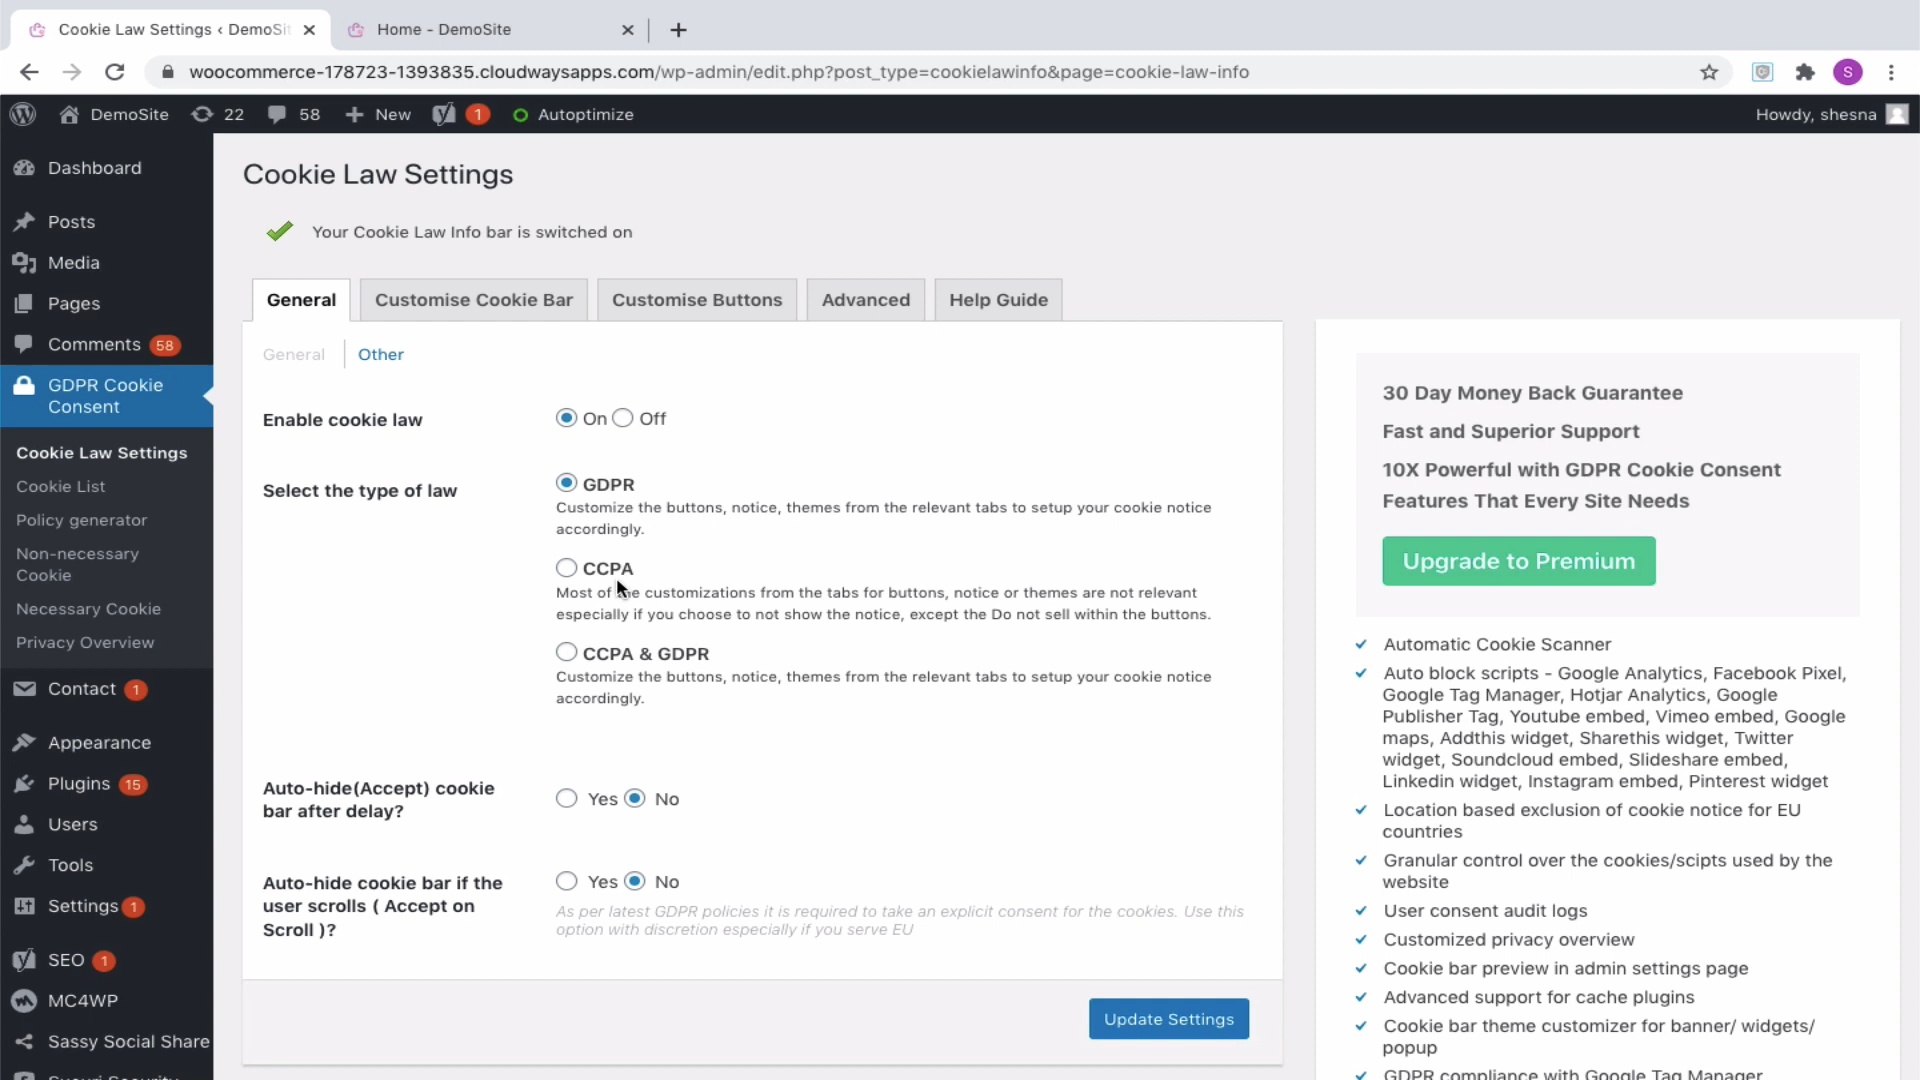 Cookie Law Settings ‹ DemoSit
Home - DemoSite
woocommerce-178723-1393835.cloudwaysapps.com/wp-admin/edit.php?post_type=cookielawinfo&page=cookie-law-info
S
DemoSite
22
58
New
1
Autoptimize
Howdy, shesna
Dashboard
Posts
Media
Pages
Comments 58
GDPR Cookie
Consent
Cookie Law Settings
Cookie List
Policy generator
Non-necessary
Cookie
Necessary Cookie
Privacy Overview
Contact 1
Appearance
Plugins 15
Users
Tools
Settings 1
SEO 1
MC4WP
Sassy Social Share
Sucuri Security
Cookie Law Settings
Your Cookie Law Info bar is switched on
General
Customise Cookie Bar
Customise Buttons
Advanced
Help Guide
General
Other
Enable cookie law
On Off
Select the type of law
GDPR
Customize the buttons, notice, themes from the relevant tabs to setup your cookie notice
accordingly.
CCPA
Most of the customizations from the tabs for buttons, notice or themes are not relevant
especially if you choose to not show the notice, except the Do not sell within the buttons.
CCPA & GDPR
Customize the buttons, notice, themes from the relevant tabs to setup your cookie notice
accordingly.
Auto-hide(Accept) cookie
bar after delay?
Yes No
Auto-hide cookie bar if the
user scrolls ( Accept on
Scroll )?
Yes No
As per latest GDPR policies it is required to take an explicit consent for the cookies. Use this
option with discretion especially if you serve EU
Update Settings
30 Day Money Back Guarantee
Fast and Superior Support
10X Powerful with GDPR Cookie Consent
Features That Every Site Needs
Upgrade to Premium
Automatic Cookie Scanner
Auto block scripts - Google Analytics, Facebook Pixel,
Google Tag Manager, Hotjar Analytics, Google
Publisher Tag, Youtube embed, Vimeo embed, Google
maps, Addthis widget, Sharethis widget, Twitter
widget, Soundcloud embed, Slideshare embed,
Linkedin widget, Instagram embed, Pinterest widget
Location based exclusion of cookie notice for EU
countries
Granular control over the cookies/scipts used by the
website
User consent audit logs
Customized privacy overview
Cookie bar preview in admin settings page
Advanced support for cache plugins
Cookie bar theme customizer for banner/ widgets/
popup
GDPR compliance with Google Tag Manager